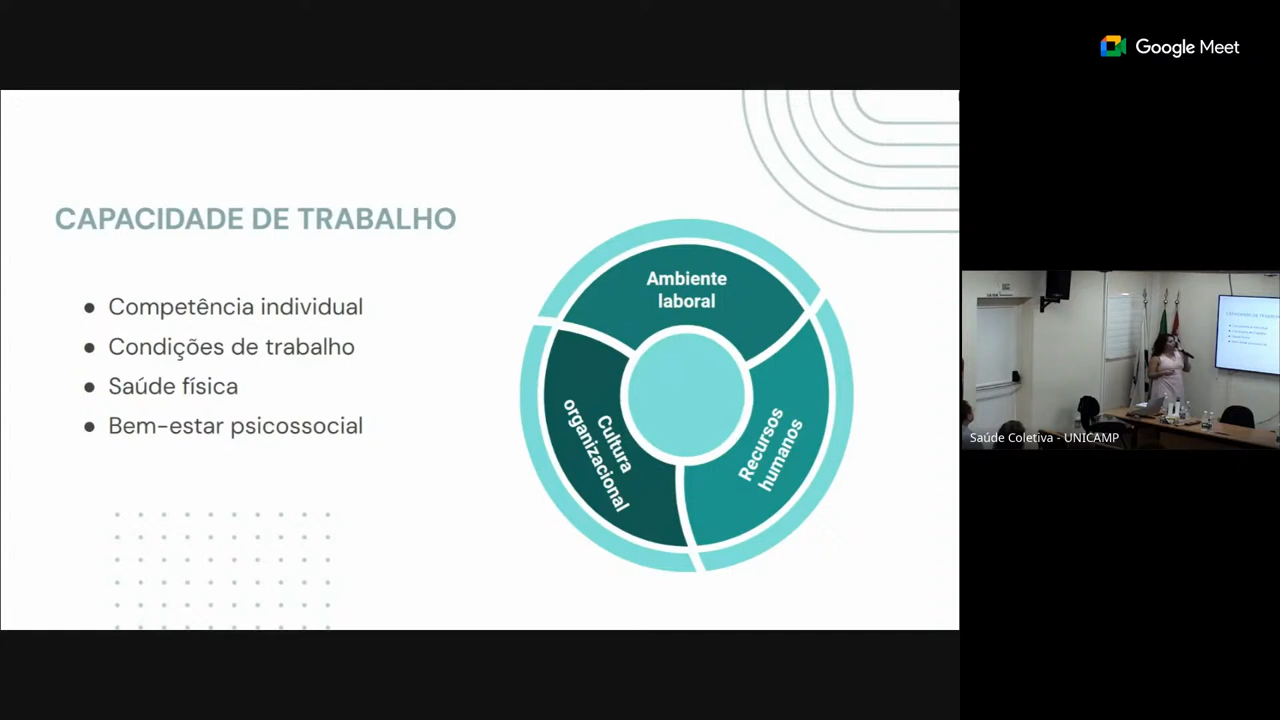 Google Meet
CAPACIDADE DE TRABALHO
● Competência individual
● Condições de trabalho
● Saúde física
● Bem-estar psicossocial
Ambiente
laboral
Recursos
humanos
Cultura
organizacional
Saúde Coletiva - UNICAMP